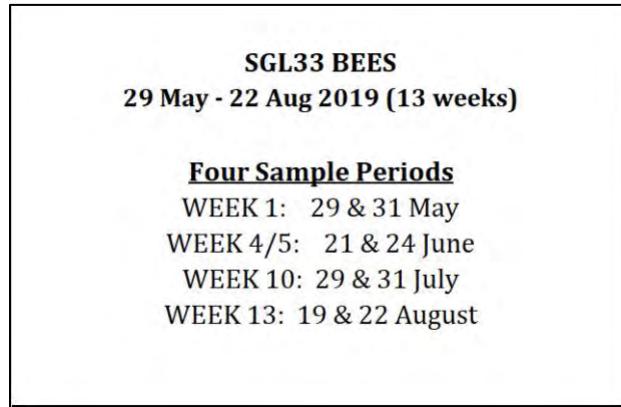 SGL33 BEES
29 May - 22 Aug 2019 (13 weeks)
Four Sample Periods
WEEK 1: 29 & 31 May
WEEK 4/5: 21 & 24 June
WEEK 10: 29 & 31 July
WEEK 13: 19 & 22 August